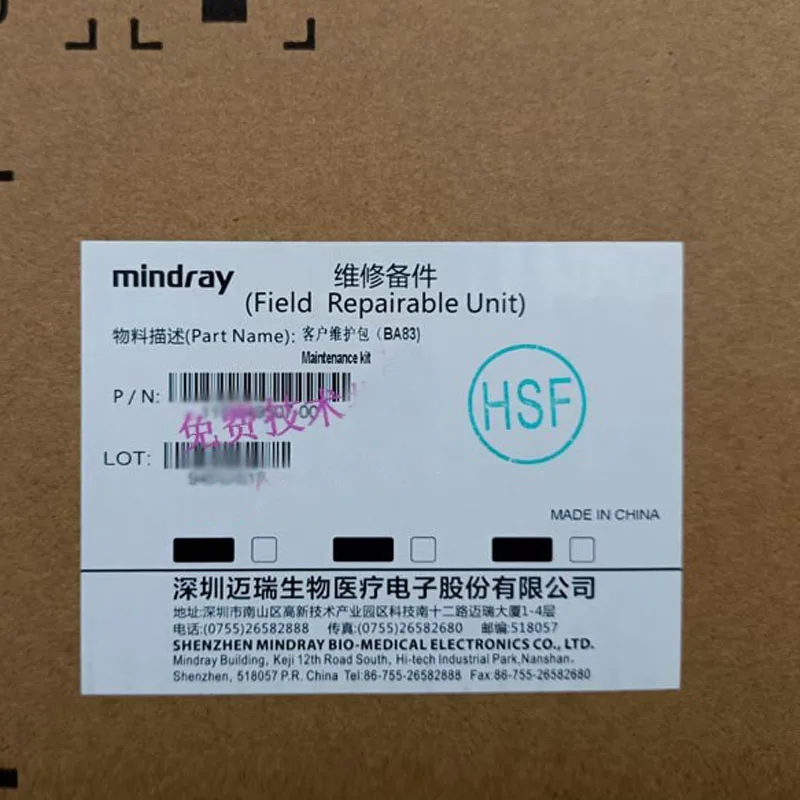 mindray
维修备件
(Field Repairable Unit)
物料描述(Part Name): 客户维护包 (BA83)
Maintenance kit
P/N:
免费技术
LOT:
HSF
MADE IN CHINA
深圳迈瑞生物医疗电子股份有限公司
地址:深圳市南山区高新技术产业园区科技南十二路迈瑞大厦1-4层
电话:(0755)26582888 传真:(0755)26582680 邮编:518057
SHENZHEN MINDRAY BIO-MEDICAL ELECTRONICS CO., LTD.
Mindray Building, Keji 12th Road South, Hi-tech Industrial Park,Nanshan,
Shenzhen, 518057 P.R. China Tel:86-755-26582888 Fax:86-755-26582680